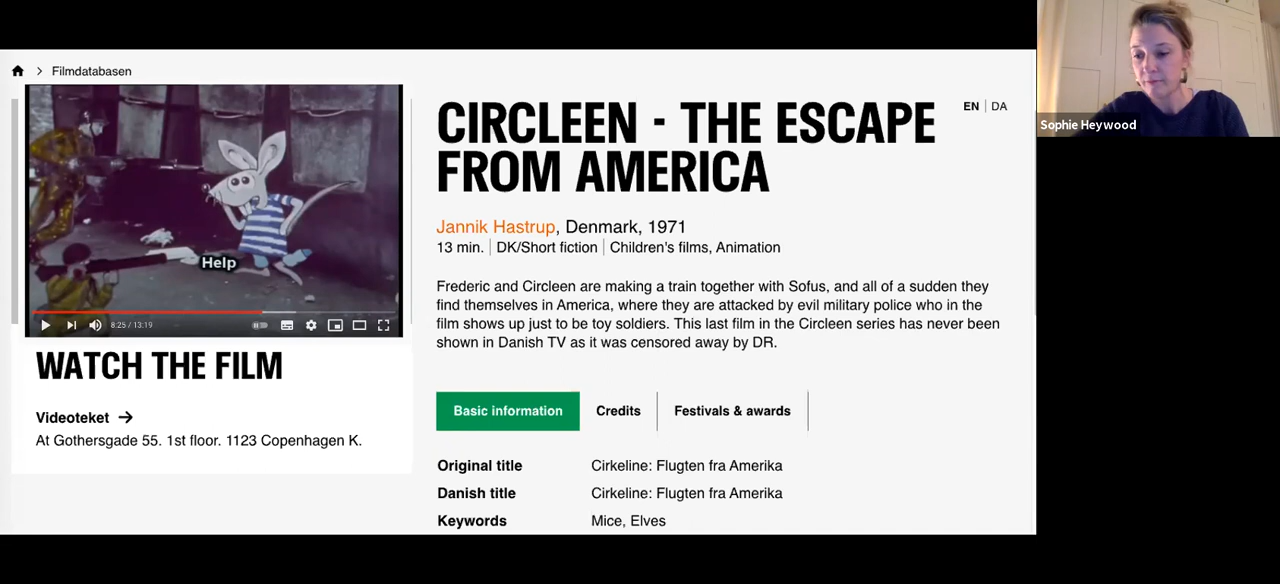 Filmdatabasen
Help
8:25 / 13:19
WATCH THE FILM
Videoteket
At Gothersgade 55. 1st floor. 1123 Copenhagen K.
CIRCLEEN - THE ESCAPE
FROM AMERICA
EN | DA
Jannik Hastrup, Denmark, 1971
13 min. | DK/Short fiction | Children's films, Animation
Frederic and Circleen are making a train together with Sofus, and all of a sudden they
find themselves in America, where they are attacked by evil military police who in the
film shows up just to be toy soldiers. This last film in the Circleen series has never been
shown in Danish TV as it was censored away by DR.
Basic information
Credits
Festivals & awards
Original title Cirkeline: Flugten fra Amerika
Danish title Cirkeline: Flugten fra Amerika
Keywords Mice, Elves
Sophie Heywood